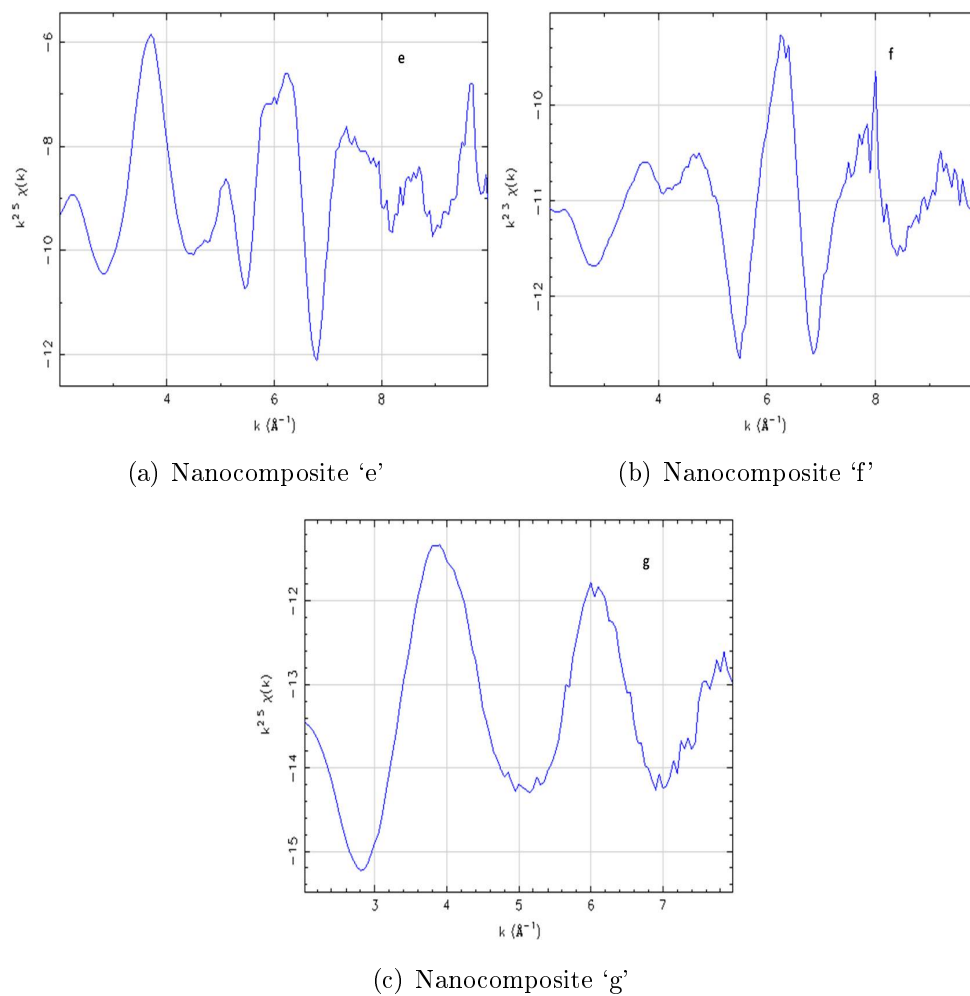 e
-6
-8
-10
-12
k^2.5 χ(k)
4 6 8
k (Å⁻¹)
(a) Nanocomposite ‘e’
f
-10
-11
-12
k^2.3 χ(k)
4 6 8
k (Å⁻¹)
(b) Nanocomposite ‘f’
g
-12
-13
-14
-15
k^2.5 χ(k)
3 4 5 6 7
k (Å⁻¹)
(c) Nanocomposite ‘g’